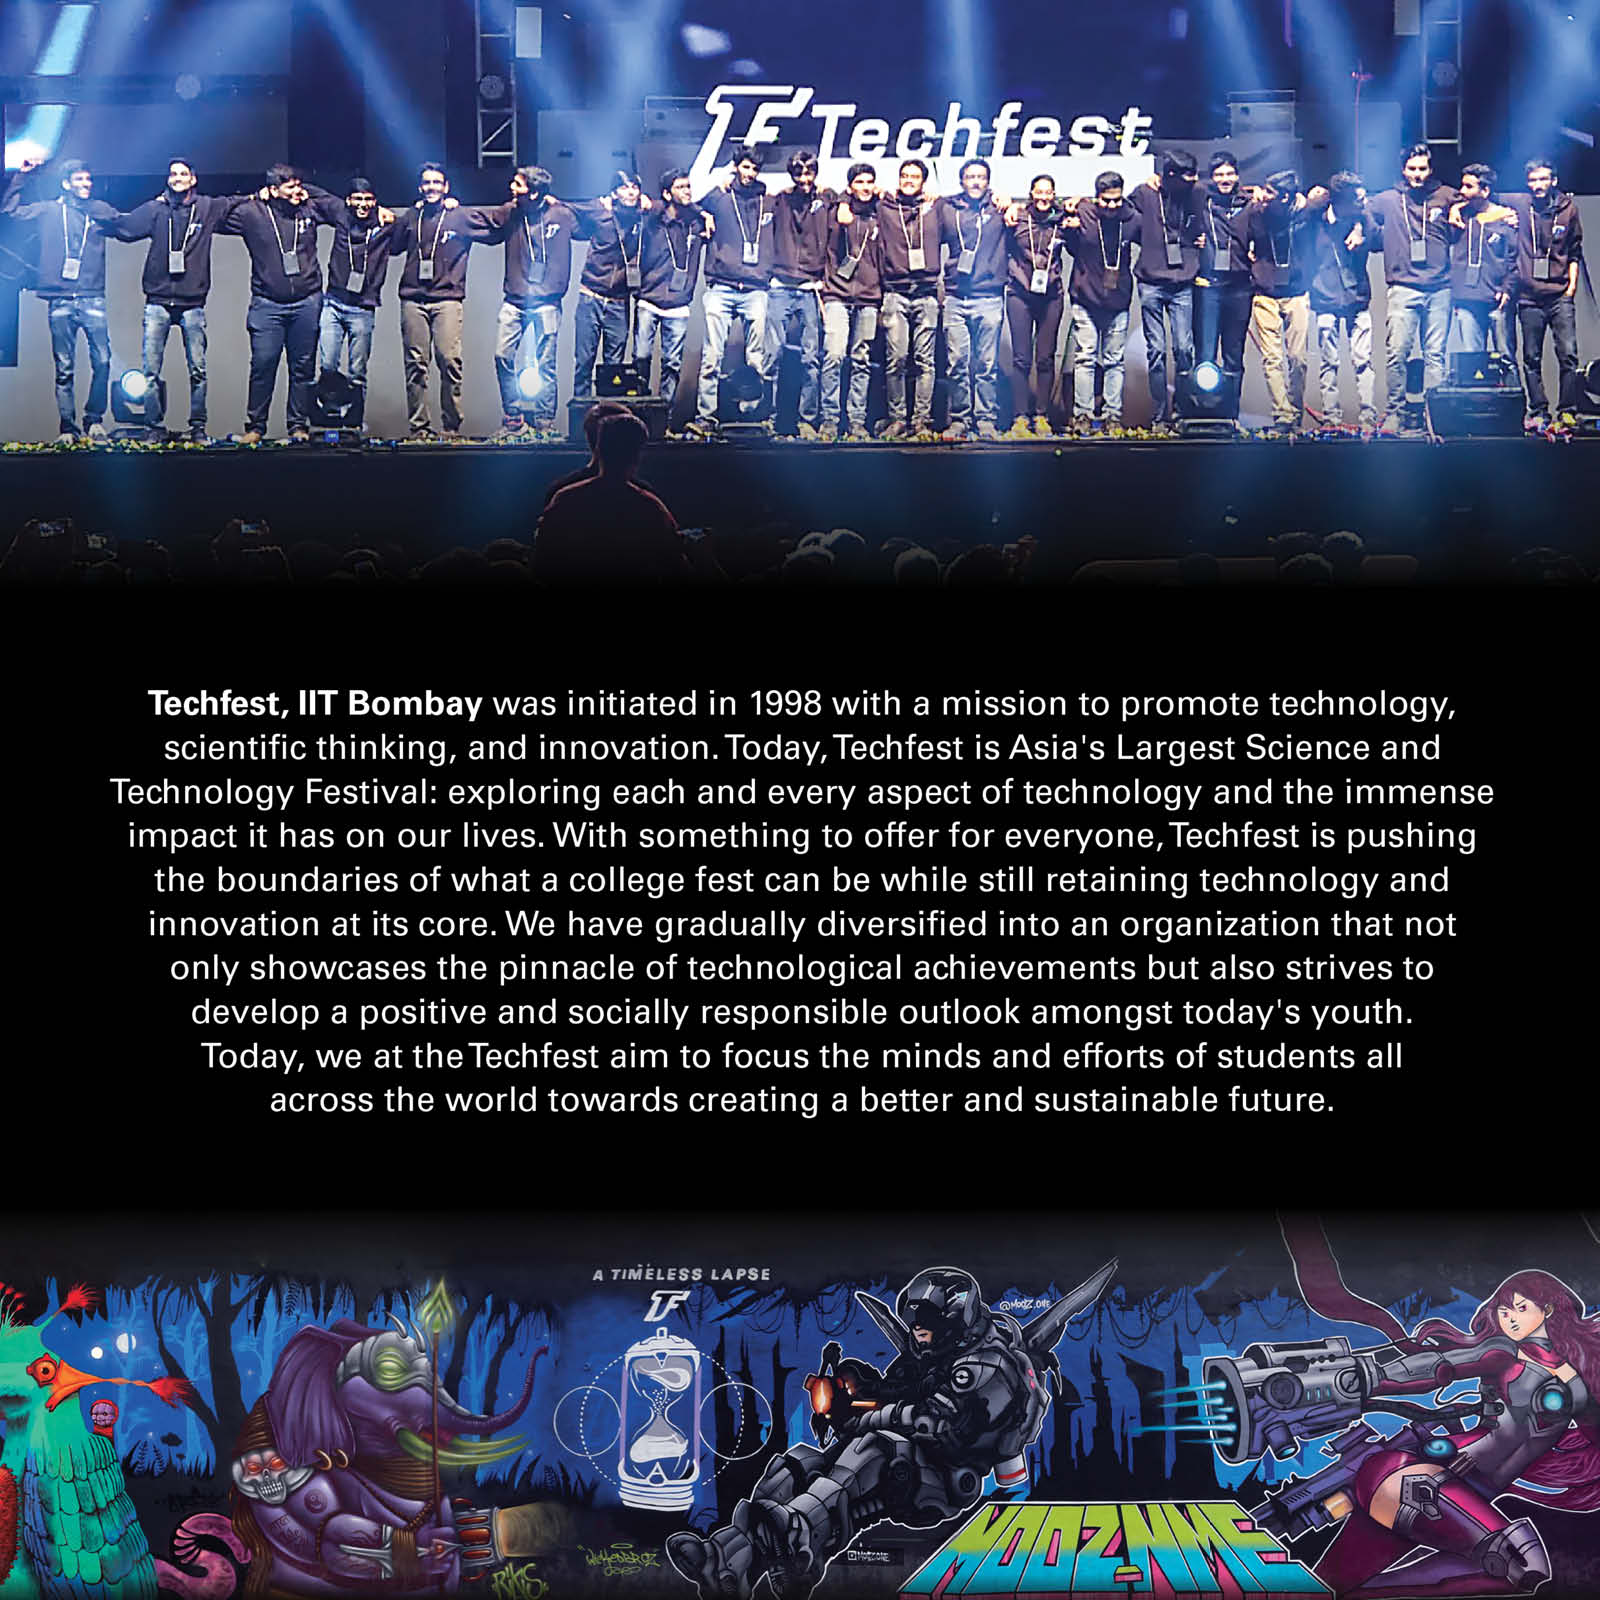 TF Techfest
Techfest, IIT Bombay was initiated in 1998 with a mission to promote technology,
scientific thinking, and innovation. Today, Techfest is Asia's Largest Science and
Technology Festival: exploring each and every aspect of technology and the immense
impact it has on our lives. With something to offer for everyone, Techfest is pushing
the boundaries of what a college fest can be while still retaining technology and
innovation at its core. We have gradually diversified into an organization that not
only showcases the pinnacle of technological achievements but also strives to
develop a positive and socially responsible outlook amongst today's youth.
Today, we at the Techfest aim to focus the minds and efforts of students all
across the world towards creating a better and sustainable future.
A TIMELESS LAPSE
TF
@MODZ.ONE
MODZ_NME